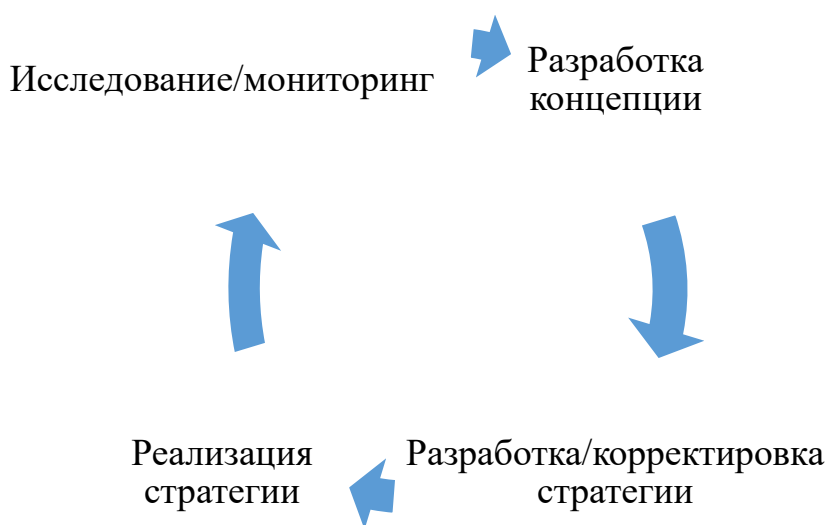 Исследование/мониторинг
Разработка
концепции
Разработка/корректировка
стратегии
Реализация
стратегии